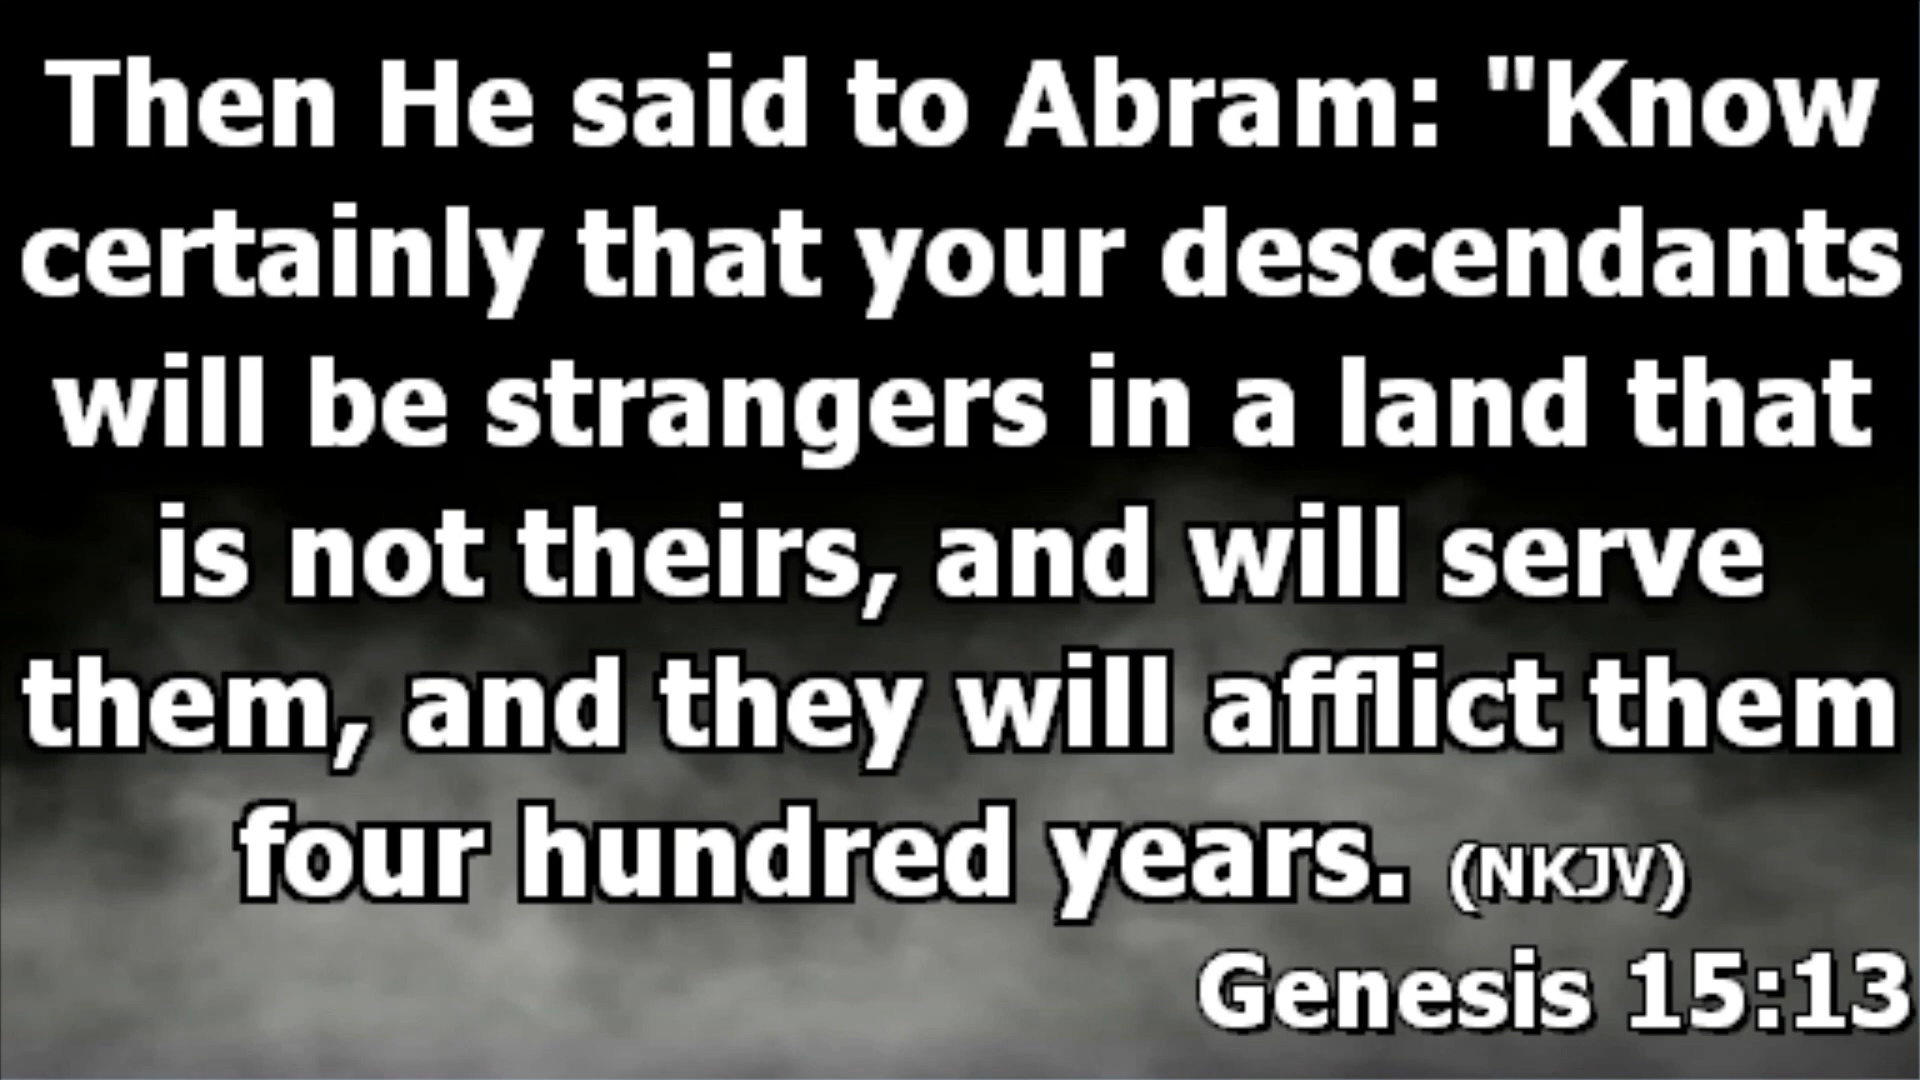 Then He said to Abram: "Know
certainly that your descendants
will be strangers in a land that
is not theirs, and will serve
them, and they will afflict them
four hundred years. (NKJV)
Genesis 15:13